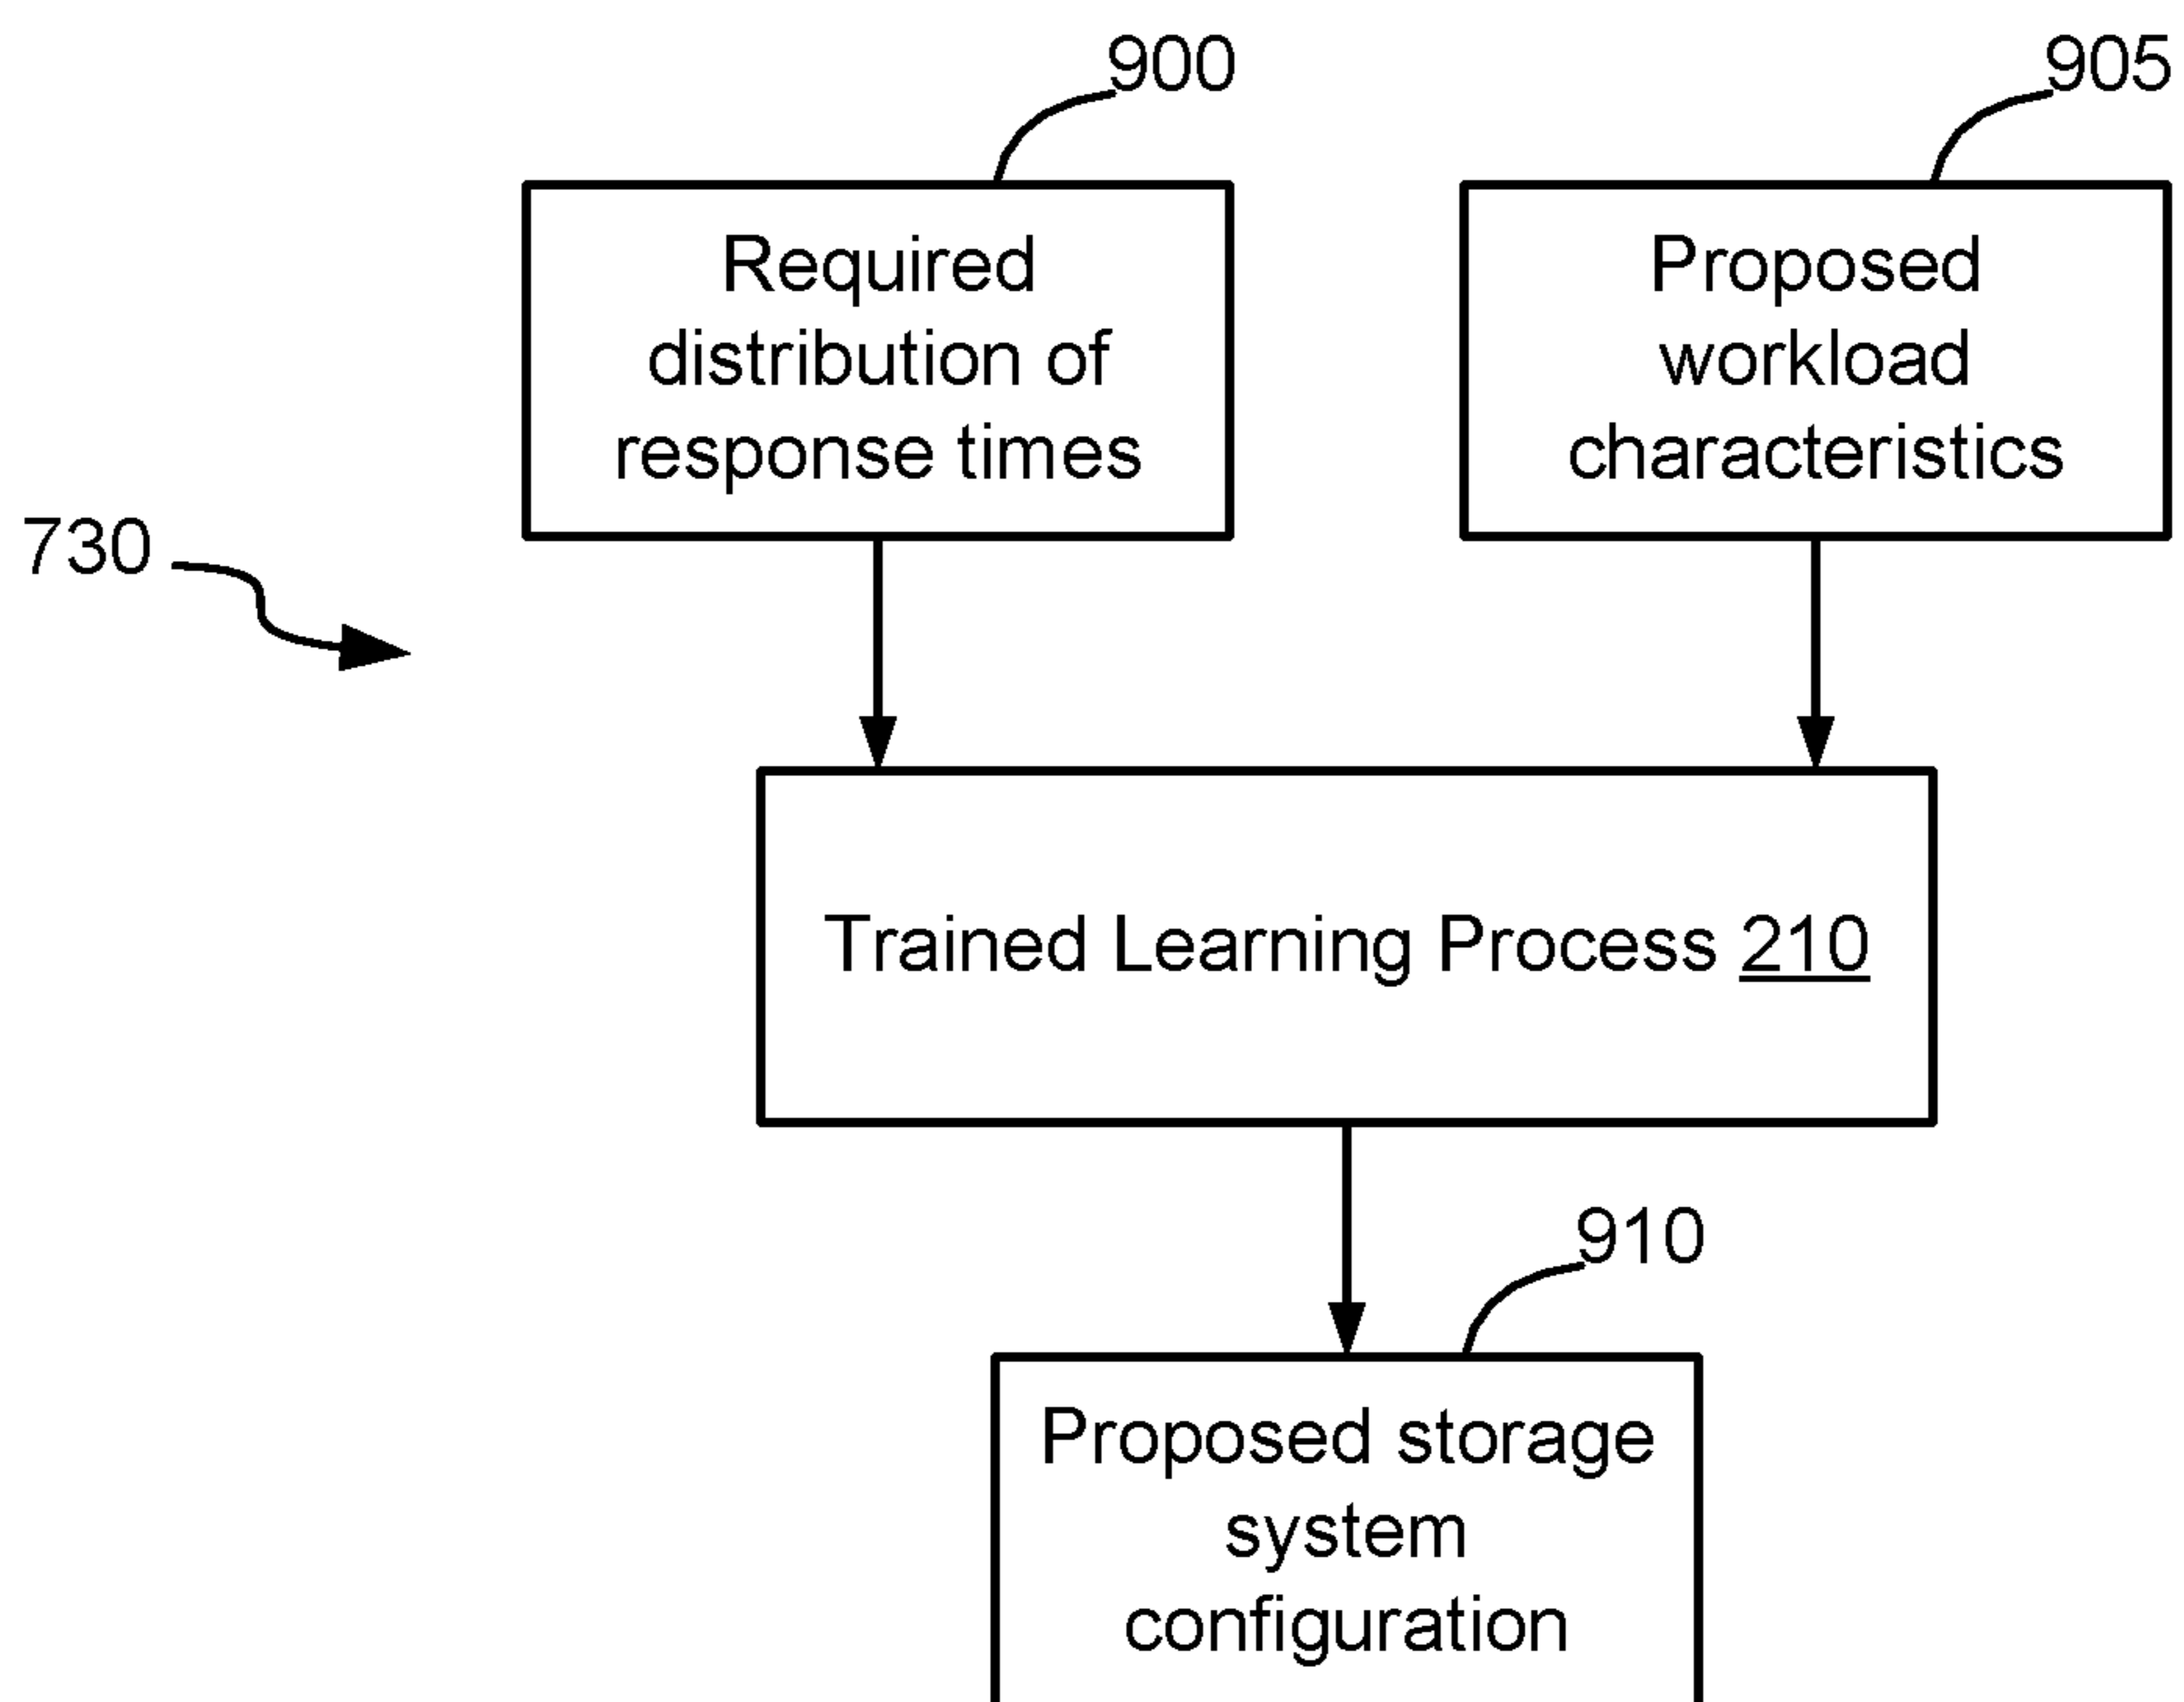 900
905
Required
distribution of
response times
Proposed
workload
characteristics
730
Trained Learning Process 210
910
Proposed storage
system
configuration